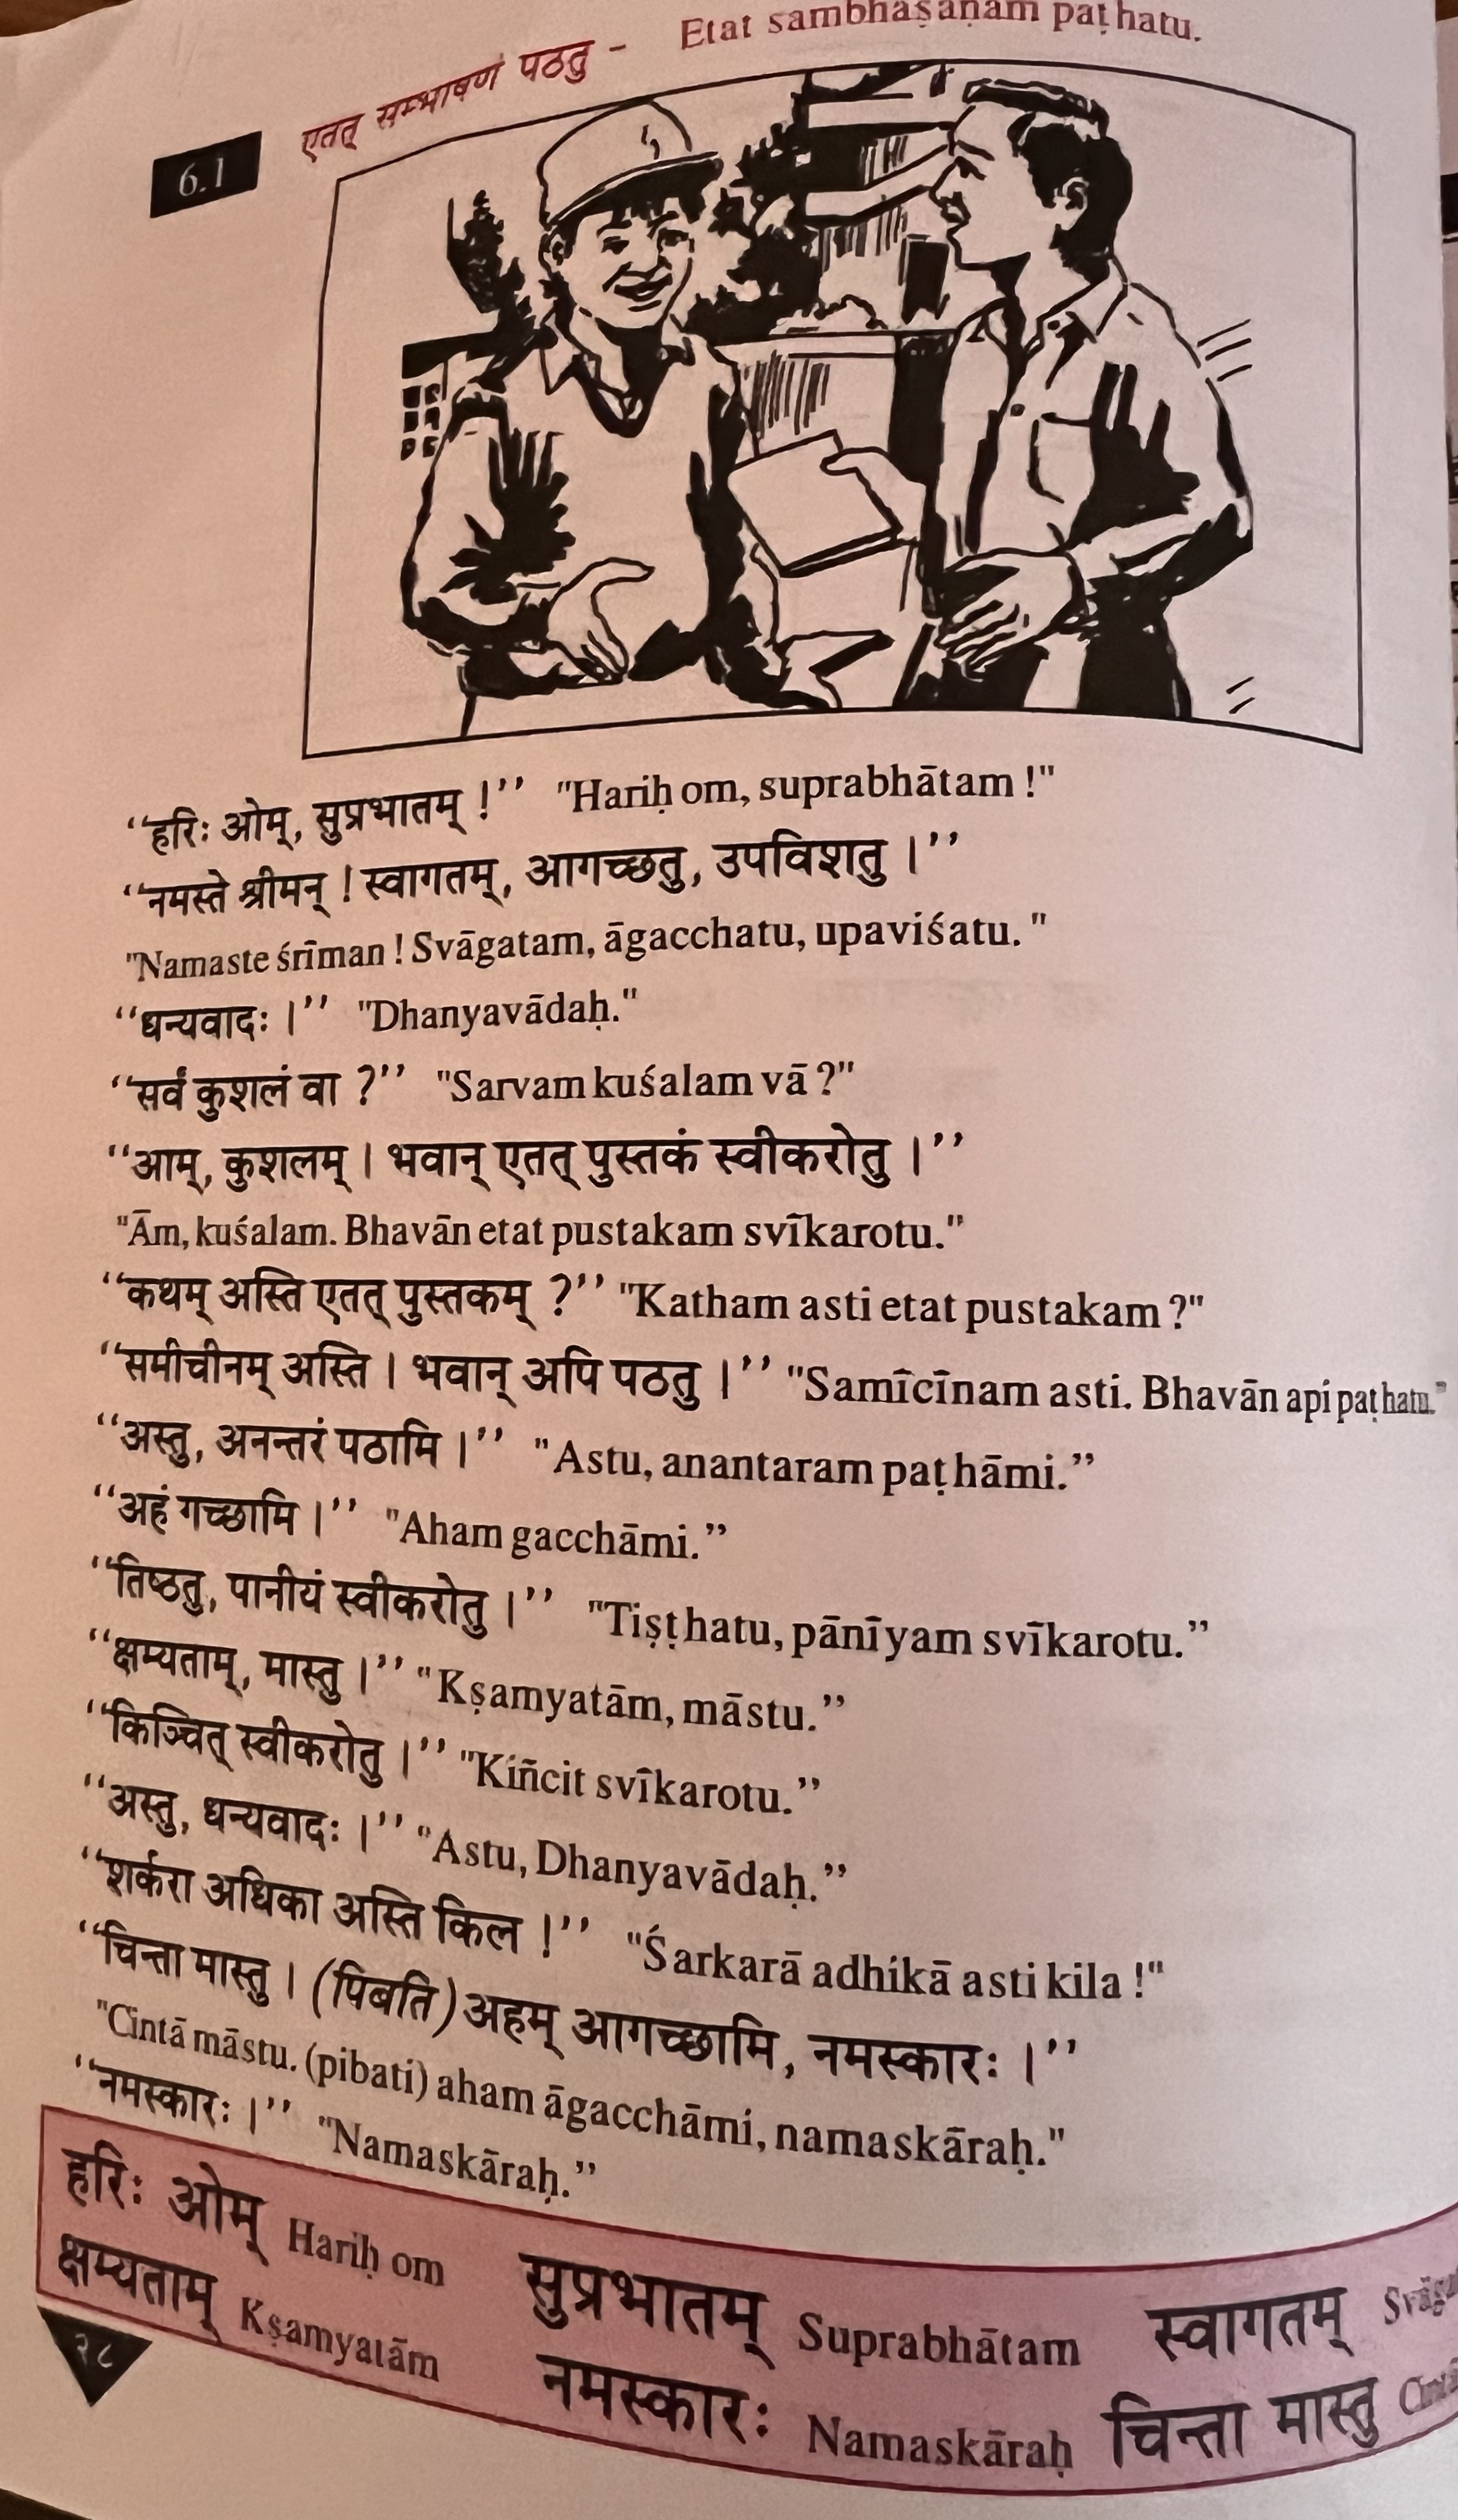 एतत् सम्भाषणं पठतु - Etat sambhāṣaṇam paṭhatu.
6.1
‘‘हरिः ओम्, सुप्रभातम् !’’ "Hariḥ om, suprabhātam !"
‘‘नमस्ते श्रीमन् ! स्वागतम्, आगच्छतु, उपविशतु ।’’
"Namaste śrīman ! Svāgatam, āgacchatu, upaviśatu. "
‘‘धन्यवादः ।’’ "Dhanyavādaḥ."
‘‘सर्वं कुशलं वा ?’’ "Sarvam kuśalam vā ?"
‘‘आम्, कुशलम् । भवान् एतत् पुस्तकं स्वीकरोतु ।’’
"Ām, kuśalam. Bhavān etat pustakam svīkarotu."
‘‘कथम् अस्ति एतत् पुस्तकम् ?’’ "Katham asti etat pustakam ?"
‘‘समीचीनम् अस्ति । भवान् अपि पठतु ।’’ "Samīcīnam asti. Bhavān api paṭhatu.”
‘‘अस्तु, अनन्तरं पठामि ।’’ "Astu, anantaram paṭhāmi.”
‘‘अहं गच्छामि ।’’ "Aham gacchāmi.”
‘‘तिष्ठतु, पानीयं स्वीकरोतु ।’’ "Tiṣṭhatu, pānīyam svīkarotu.”
‘‘क्षम्यताम्, मास्तु ।’’ "Kṣamyatām, māstu.”
‘‘किञ्चित् स्वीकरोतु ।’’ "Kiñcit svīkarotu.”
‘‘अस्तु, धन्यवादः ।’’ "Astu, Dhanyavādaḥ.”
‘‘शर्करा अधिका अस्ति किल !’’ "Śarkarā adhikā asti kila !"
‘‘चिन्ता मास्तु । (पिबति) अहम् आगच्छामि, नमस्कारः ।’’
"Cintā māstu. (pibati) aham āgacchāmi, namaskāraḥ."
‘‘नमस्कारः ।’’ "Namaskāraḥ.”
हरिः ओम् Hariḥ om सुप्रभातम् Suprabhātam स्वागतम्
क्षम्यताम् Kṣamyatām नमस्कारः Namaskāraḥ चिन्ता मास्तु
२८